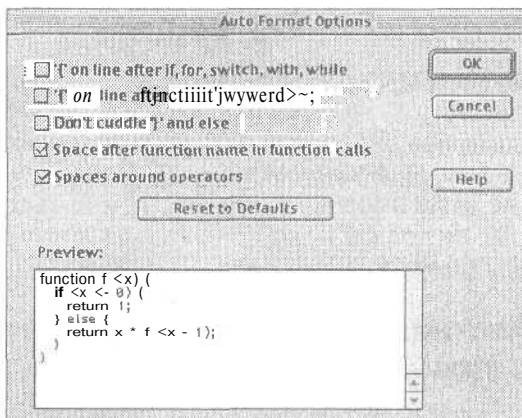 Auto Format Options
'{' on line after if, for, switch, with, while
OK
'{' on line a
Cancel
Don't cuddle '}' and else
Space after function name in function calls
Spaces around operators
Help
Reset to Defaults
Preview:
function f <x) (
if <x <- 0) (
return 1;
} else {
return x * f <x - 1);
)
)